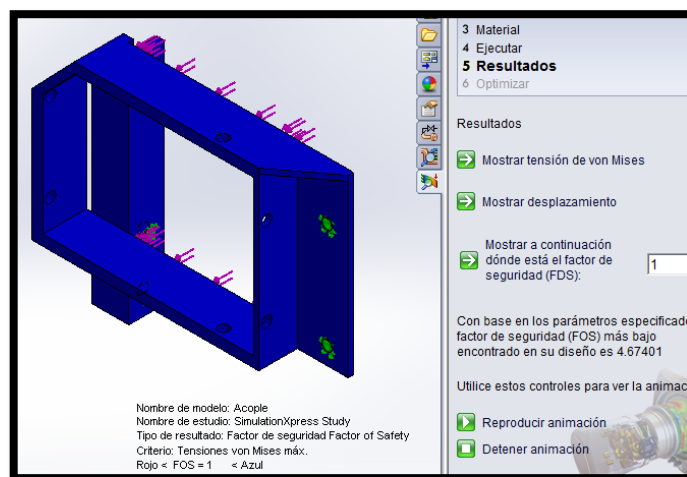 3 Material
4 Ejecutar
5 Resultados
6 Optimizar
Resultados
Mostrar tensión de von Mises
Mostrar desplazamiento
Mostrar a continuación
dónde está el factor de
seguridad (FDS):
1
Con base en los parámetros especificado
factor de seguridad (FOS) más bajo
encontrado en su diseño es 4.67401
Utilice estos controles para ver la animac
Reproducir animación
Detener animación
Nombre de modelo: Acople
Nombre de estudio: SimulationXpress Study
Tipo de resultado: Factor de seguridad Factor of Safety
Criterio: Tensiones von Mises máx.
Rojo < FOS = 1 < Azul